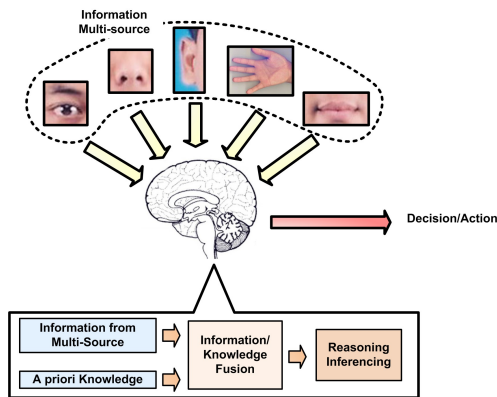 Information
Multi-source
Decision/Action
Information from
Multi-Source
A priori Knowledge
Information/
Knowledge
Fusion
Reasoning
Inferencing